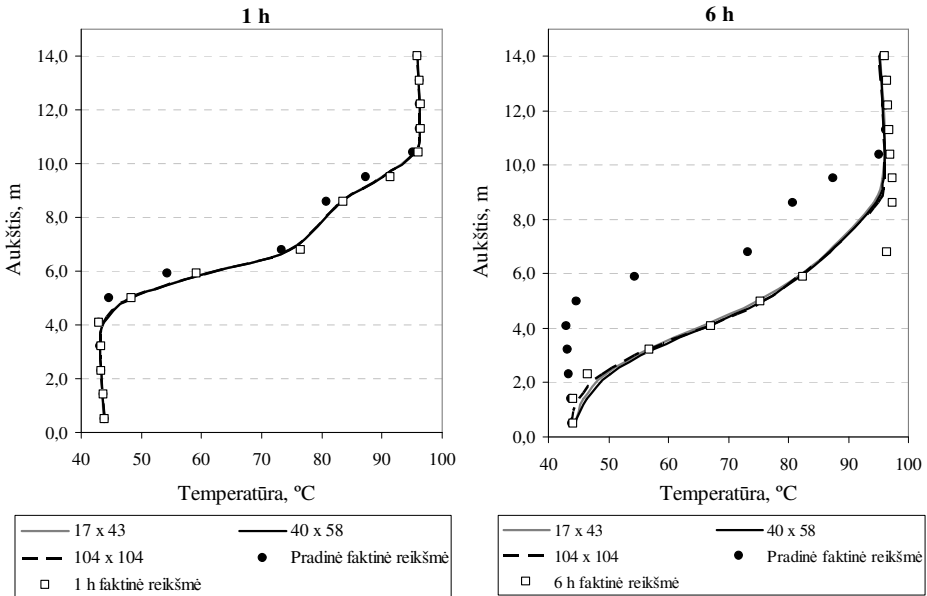 1 h
14,0
12,0
10,0
8,0
6,0
4,0
2,0
0,0
Aukštis, m
40 50 60 70 80 90 100
Temperatūra, ºC
17 x 43
40 x 58
104 x 104
Pradinė faktinė reikšmė
1 h faktinė reikšmė
6 h
14,0
12,0
10,0
8,0
6,0
4,0
2,0
0,0
Aukštis, m
40 50 60 70 80 90 100
Temperatūra, ºC
17 x 43
40 x 58
104 x 104
Pradinė faktinė reikšmė
6 h faktinė reikšmė